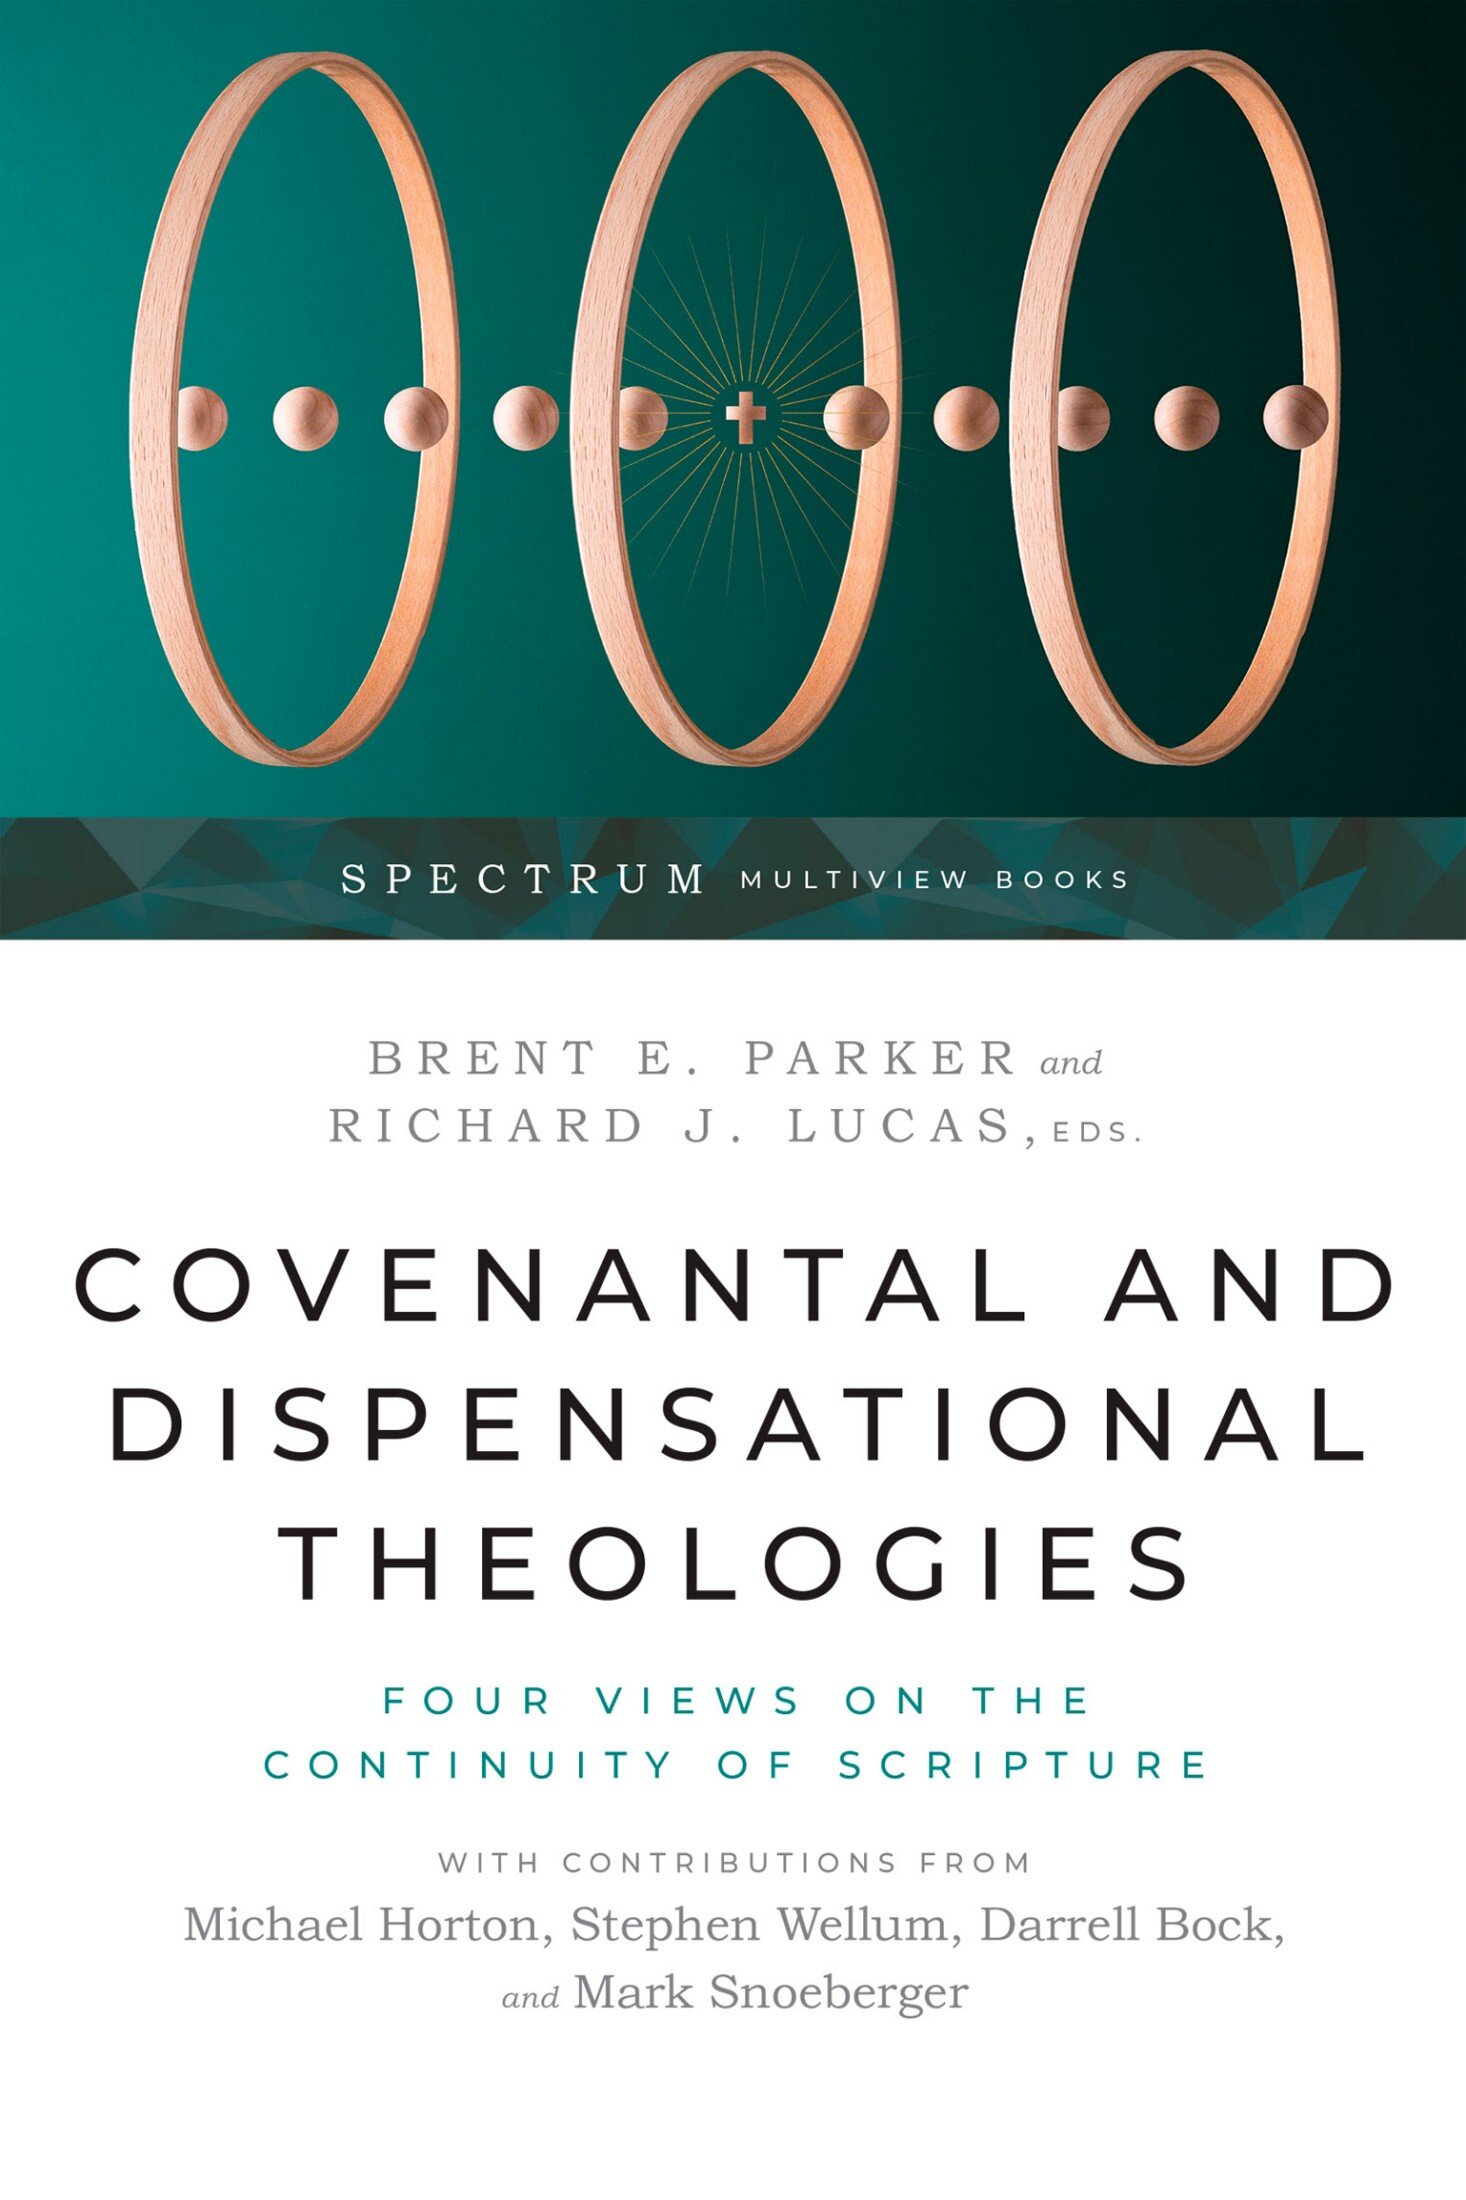 SPECTRUM MULTIVIEW BOOKS
BRENT E. PARKER and
RICHARD J. LUCAS, EDS.
COVENANTAL AND
DISPENSATIONAL
THEOLOGIES
FOUR VIEWS ON THE
CONTINUITY OF SCRIPTURE
WITH CONTRIBUTIONS FROM
Michael Horton, Stephen Wellum, Darrell Bock,
and Mark Snoeberger